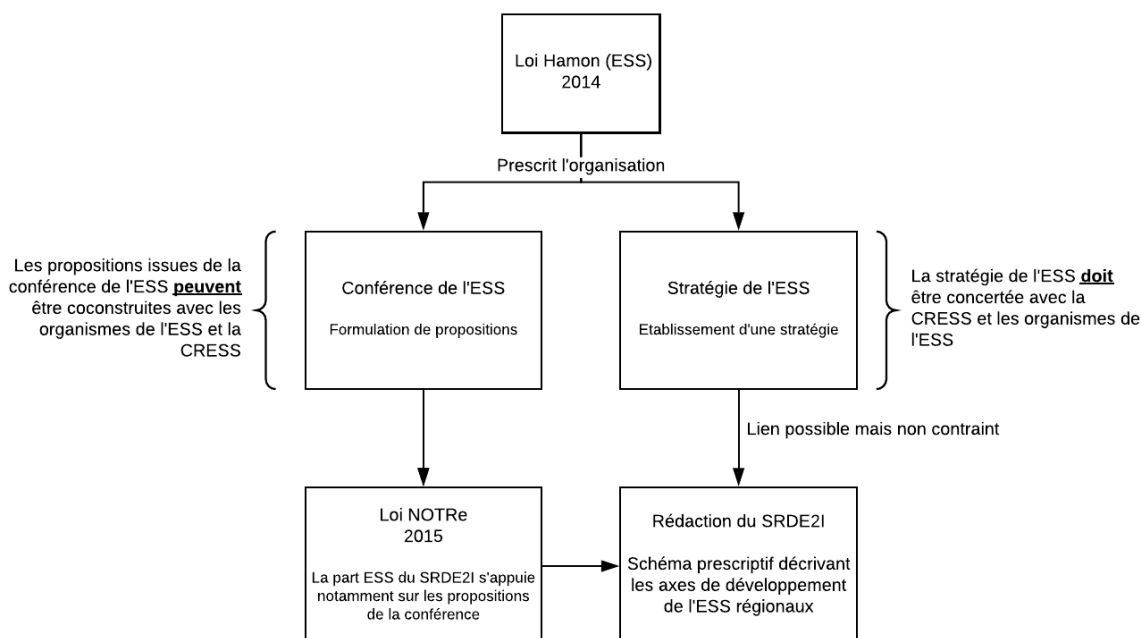 Loi Hamon (ESS)
2014
Prescrit l'organisation
Les propositions issues de la
conférence de l'ESS peuvent
être coconstruites avec les
organismes de l'ESS et la
CRESS
Conférence de l'ESS
Formulation de propositions
Stratégie de l'ESS
Etablissement d'une stratégie
La stratégie de l'ESS doit
être concertée avec la
CRESS et les organismes de
l'ESS
Lien possible mais non contraint
Loi NOTRe
2015
La part ESS du SRDE2I s'appuie
notamment sur les propositions
de la conférence
Rédaction du SRDE2I
Schéma prescriptif décrivant
les axes de développement
de l'ESS régionaux